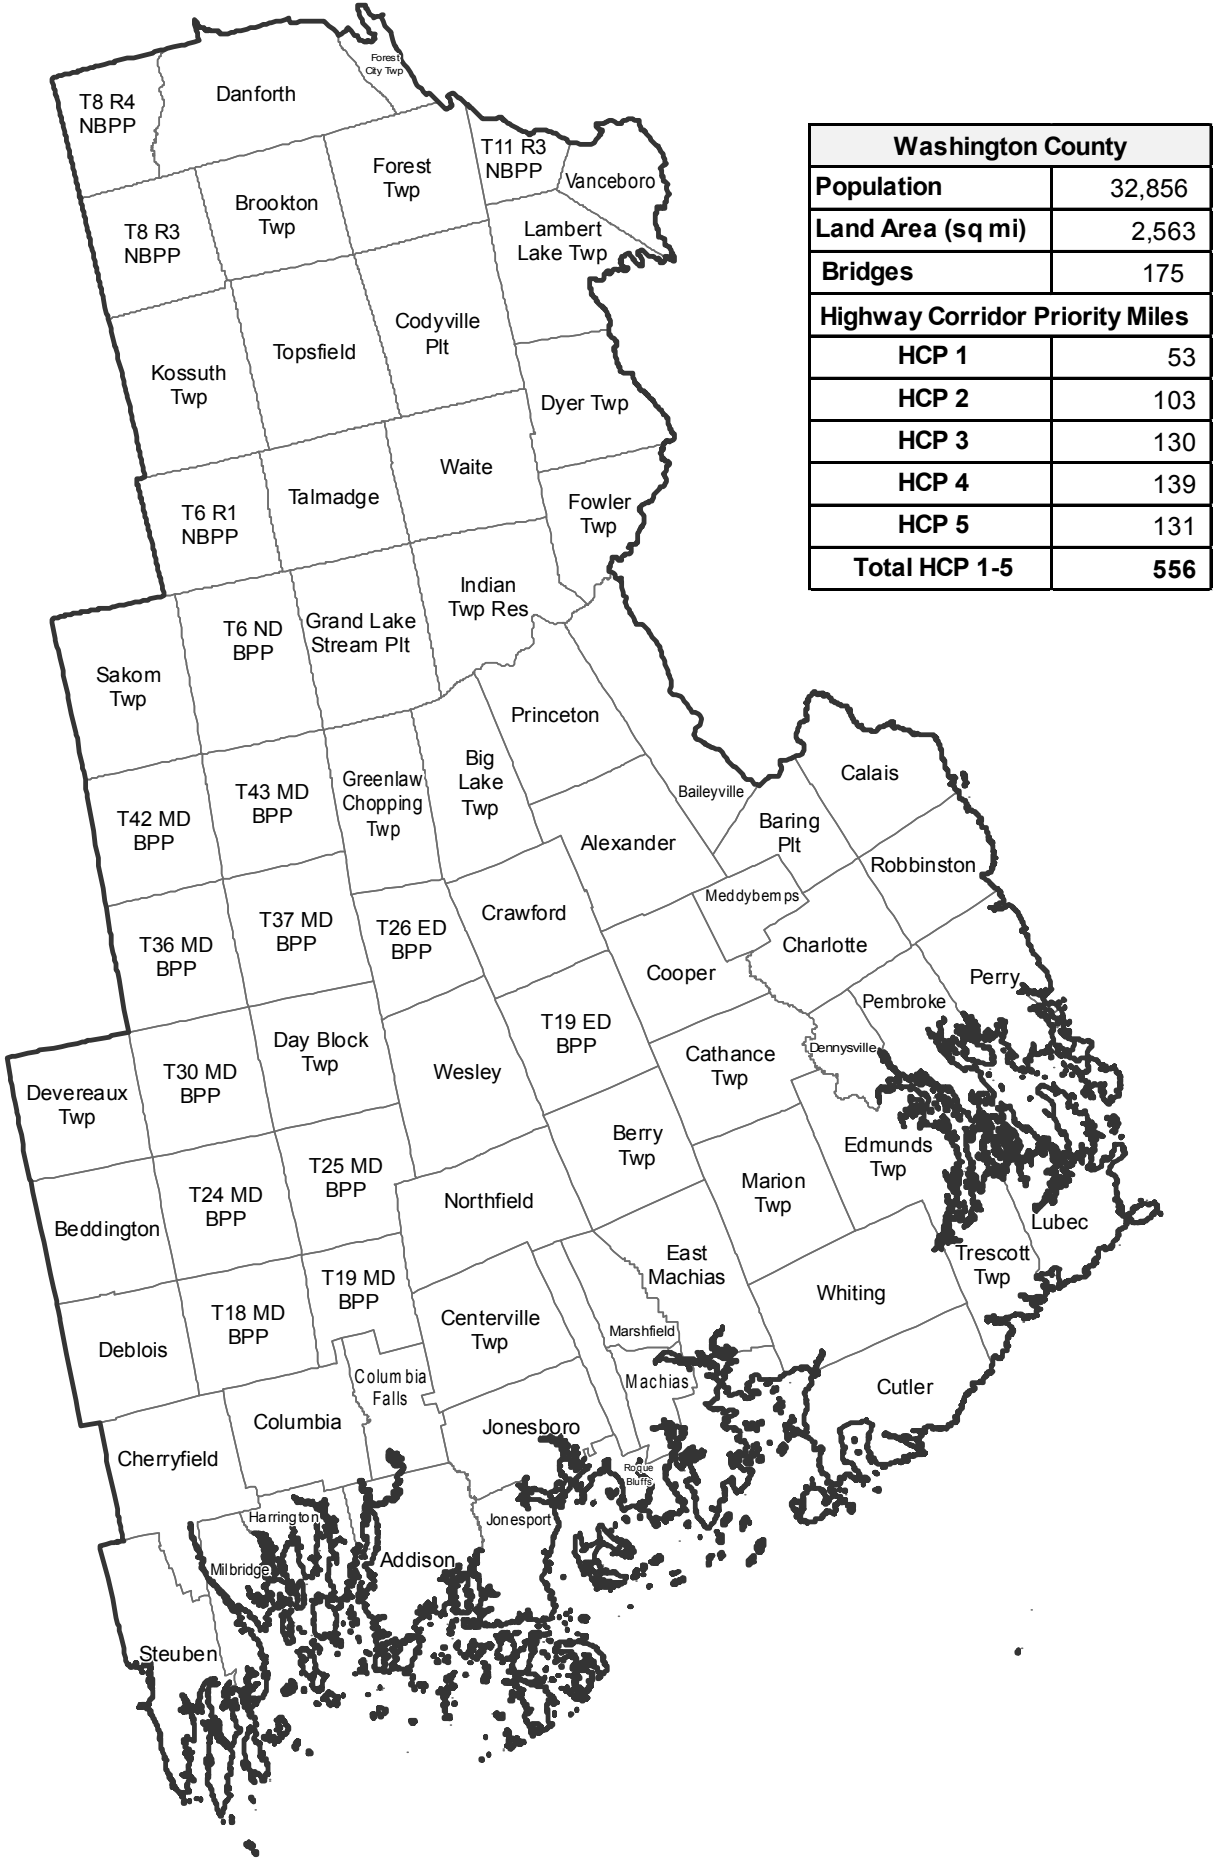 Forest
City Twp
Danforth
T8 R4
NBPP
T11 R3
NBPP
Vanceboro
Forest
Twp
Brookton
Twp
T8 R3
NBPP
Lambert
Lake Twp
Codyville
Plt
Topsfield
Kossuth
Twp
Dyer Twp
Waite
Talmadge
T6 R1
NBPP
Fowler
Twp
Indian
Twp Res
Grand Lake
Stream Plt
T6 ND
BPP
Sakom
Twp
Princeton
Big
Lake
Twp
Greenlaw
Chopping
Twp
T43 MD
BPP
T42 MD
BPP
Baileyville
Calais
Baring
Plt
Alexander
Robbinston
Meddybemps
Crawford
T26 ED
BPP
T37 MD
BPP
T36 MD
BPP
Charlotte
Cooper
Perry
Pembroke
Dennysville
T19 ED
BPP
Cathance
Twp
Wesley
Day Block
Twp
T30 MD
BPP
Devereaux
Twp
Berry
Twp
Edmunds
Twp
Marion
Twp
T25 MD
BPP
T24 MD
BPP
Northfield
Beddington
Lubec
Trescott
Twp
East
Machias
Whiting
T19 MD
BPP
T18 MD
BPP
Centerville
Twp
Marshfield
Deblois
Columbia
Falls
Machias
Cutler
Columbia
Jonesboro
Cherryfield
Roque
Bluffs
Harrington
Jonesport
Addison
Milbridge
Steuben
Washington County
Population 32,856
Land Area (sq mi) 2,563
Bridges 175
Highway Corridor Priority Miles
HCP 1 53
HCP 2 103
HCP 3 130
HCP 4 139
HCP 5 131
Total HCP 1-5 556